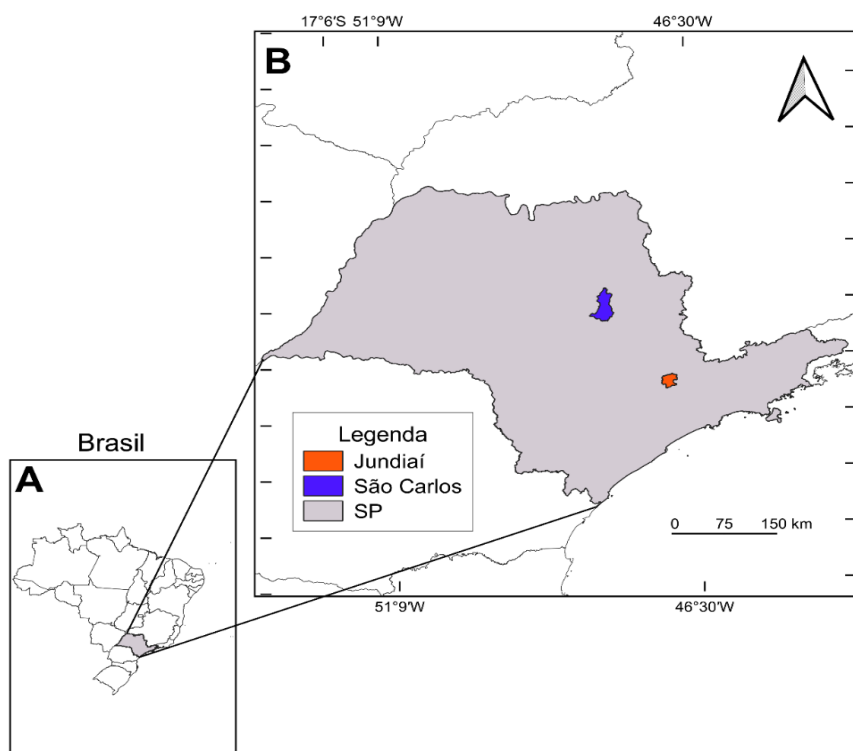 17°6'S 51°9'W
46°30'W
B
Brasil
A
Legenda
Jundiaí
São Carlos
SP
0 75 150 km
51°9'W
46°30'W